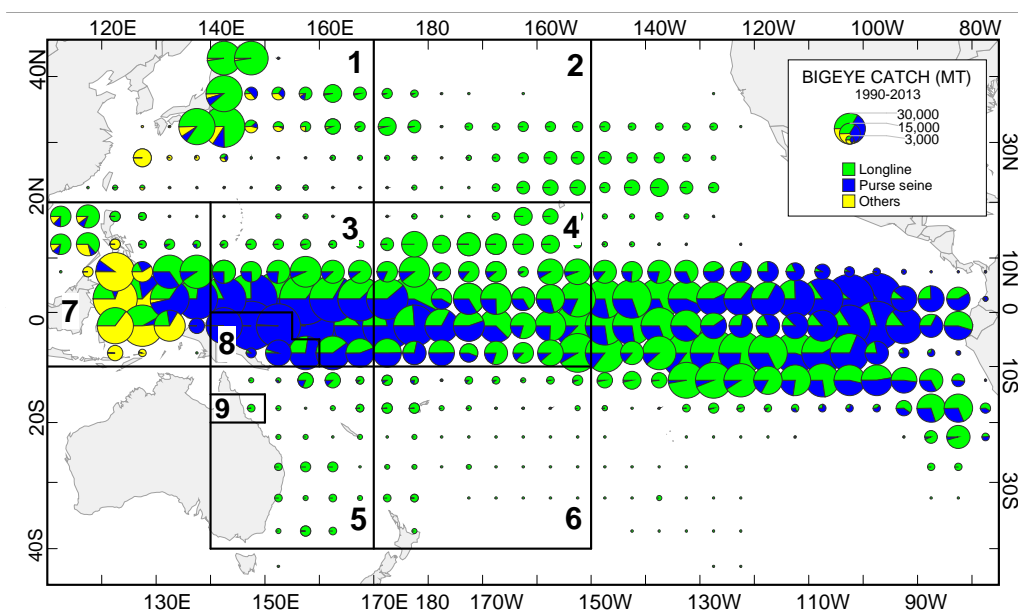 120E 140E 160E 180 160W 140W 120W 100W 80W
40N
1
2
BIGEYE CATCH (MT)
1990-2013
30,000
15,000
3,000
Longline
Purse seine
Others
30N
20N
3
4
10N
10N
7
0
0
8
10S
9
20S
20S
30S
5
6
40S
40S
130E 150E 170E 180 170W 150W 130W 110W 90W